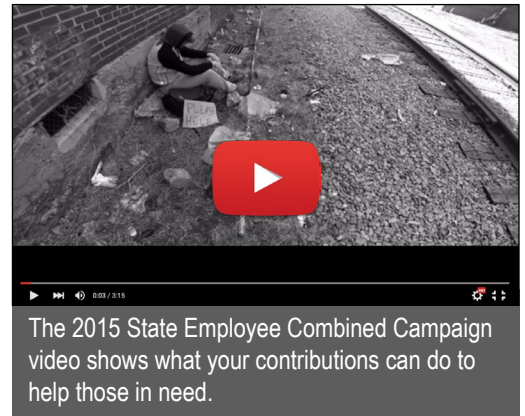 0:03 / 3:15
The 2015 State Employee Combined Campaign
video shows what your contributions can do to
help those in need.